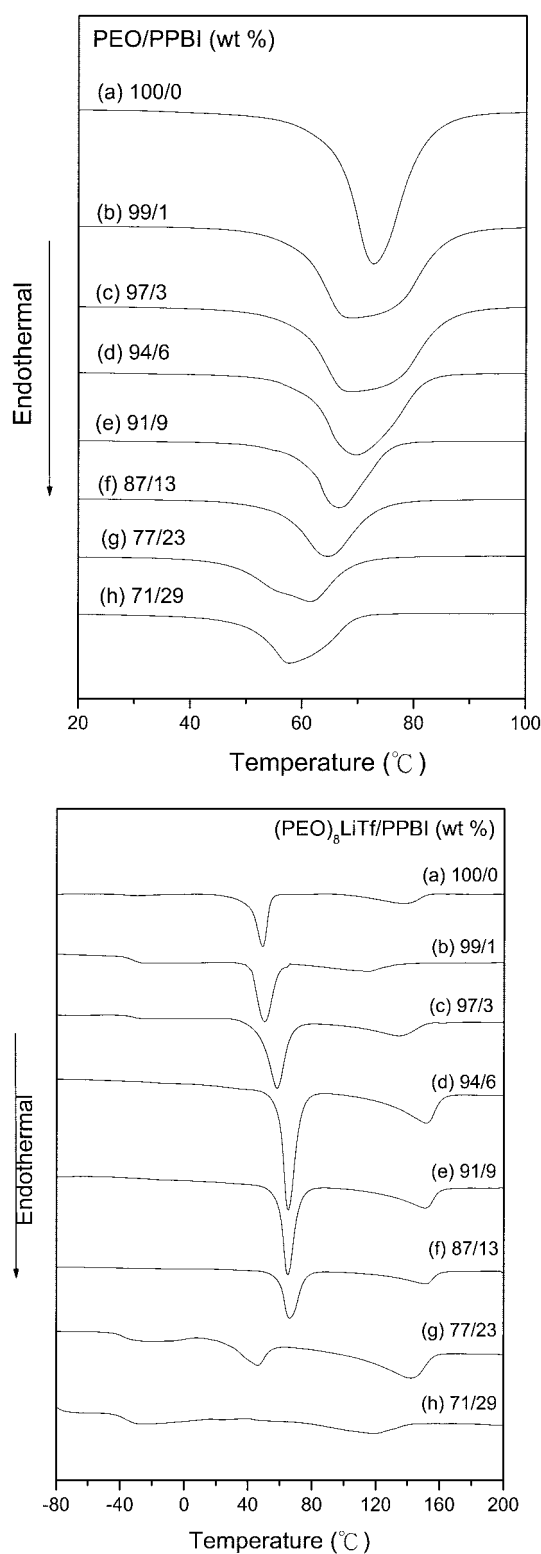 PEO/PPBI (wt %)
(a) 100/0
(b) 99/1
(c) 97/3
(d) 94/6
(e) 91/9
(f) 87/13
(g) 77/23
(h) 71/29
Endothermal
20 40 60 80 100
Temperature (℃)
(PEO)₈LiTf/PPBI (wt %)
(a) 100/0
(b) 99/1
(c) 97/3
(d) 94/6
(e) 91/9
(f) 87/13
(g) 77/23
(h) 71/29
Endothermal
-80 -40 0 40 80 120 160 200
Temperature (℃)